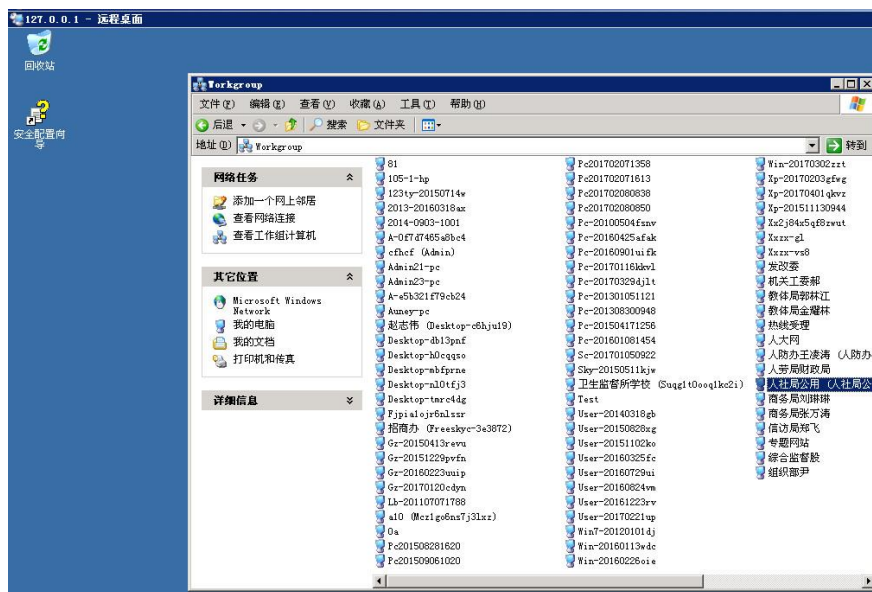 127.0.0.1 - 远程桌面
回收站
安全配置向
导
Workgroup
文件(F) 编辑(E) 查看(V) 收藏(A) 工具(T) 帮助(H)
后退 搜索 文件夹
地址(D) Workgroup 转到
网络任务
添加一个网上邻居
查看网络连接
查看工作组计算机
其它位置
Microsoft Windows
Network
我的电脑
我的文档
打印机和传真
详细信息
81
105-1-hp
123ty-20150714w
2013-20160318ax
2014-0903-1001
A-0f7d7465a8bc4
cfhcf (Admin)
Admin21-pc
Admin23-pc
A-e5b321f79cb24
Auney-pc
赵志伟 (Desktop-c6hju19)
Desktop-db13pnf
Desktop-h0cqqso
Desktop-mbfprne
Desktop-nl0tfj3
Desktop-tmrc4dg
Fjpialojr6nlssr
招商办 (Freeskyc-3e3872)
Gz-20150413revu
Gz-20151229pvfn
Gz-20160223uuip
Gz-20170120cdyn
Lb-201107071788
a10 (Mcz1go6ns7j3lxz)
Oa
Pc201508281620
Pc201509061020
Pc201702071358
Pc201702071613
Pc201702080838
Pc201702080850
Pc-20100504fsnv
Pc-20160425afak
Pc-20160901uifk
Pc-20170116kkvl
Pc-20170329djlt
Pc-201301051121
Pc-201308300948
Pc-201504171256
Pc-201601081454
Sc-201701050922
Sky-20150511kjw
卫生监督所学校 (Suqglt0ooqlkc2i)
Test
User-20140318gb
User-20150828xg
User-20151102ko
User-20160325fc
User-20160729ui
User-20160824vm
User-20161223rv
User-20170221up
Win7-20120101dj
Win-20160113wdc
Win-20160226oie
Win-20170302zzt
Xp-20170203gfwg
Xp-20170401qkvz
Xp-201511130944
Xx2j84x5qf8zwut
Xxzx-gl
Xxzx-vs8
发改委
机关工委郝
教体局郭林江
教体局金耀林
热线受理
人大网
人防办王凌涛 (人防办
人劳局财政局
人社局公用 (人社局公
商务局刘琳琳
商务局张万涛
信访局郑飞
专题网站
综合监督股
组织部尹